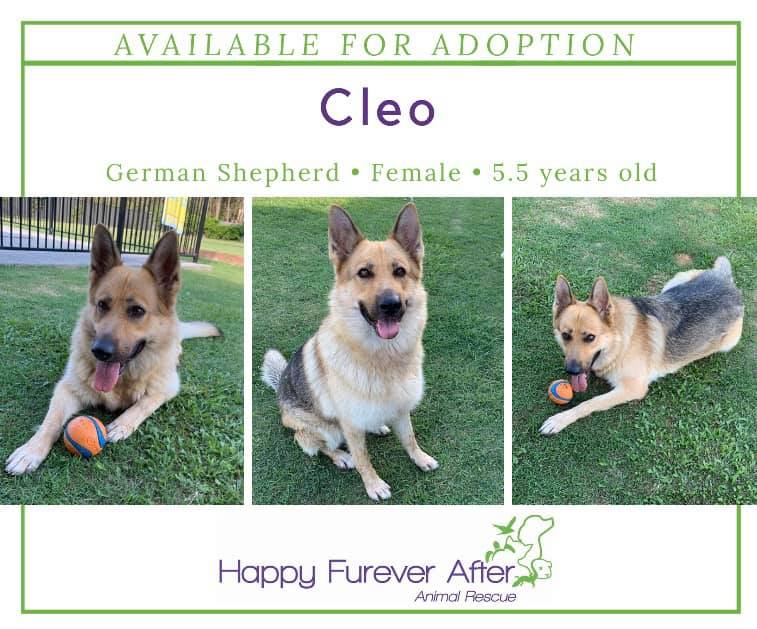 AVAILABLE FOR ADOPTION
Cleo
German Shepherd • Female • 5.5 years old
Happy Furever After
Animal Rescue